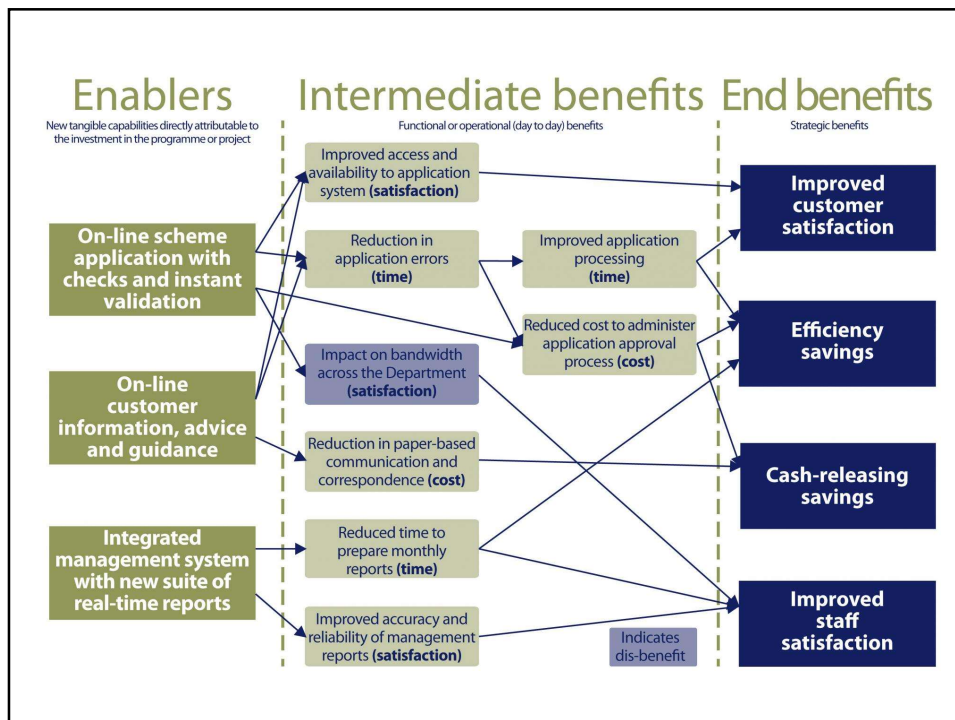 Enablers
New tangible capabilities directly attributable to
the investment in the programme or project
Intermediate benefits
Functional or operational (day to day) benefits
End benefits
Strategic benefits
On-line scheme
application with
checks and instant
validation
On-line
customer
information, advice
and guidance
Integrated
management system
with new suite of
real-time reports
Improved access and
availability to application
system (satisfaction)
Reduction in
application errors
(time)
Impact on bandwidth
across the Department
(satisfaction)
Reduction in paper-based
communication and
correspondence (cost)
Reduced time to
prepare monthly
reports (time)
Improved accuracy and
reliability of management
reports (satisfaction)
Improved application
processing
(time)
Reduced cost to administer
application approval
process (cost)
Indicates
dis-benefit
Improved
customer
satisfaction
Efficiency
savings
Cash-releasing
savings
Improved
staff
satisfaction